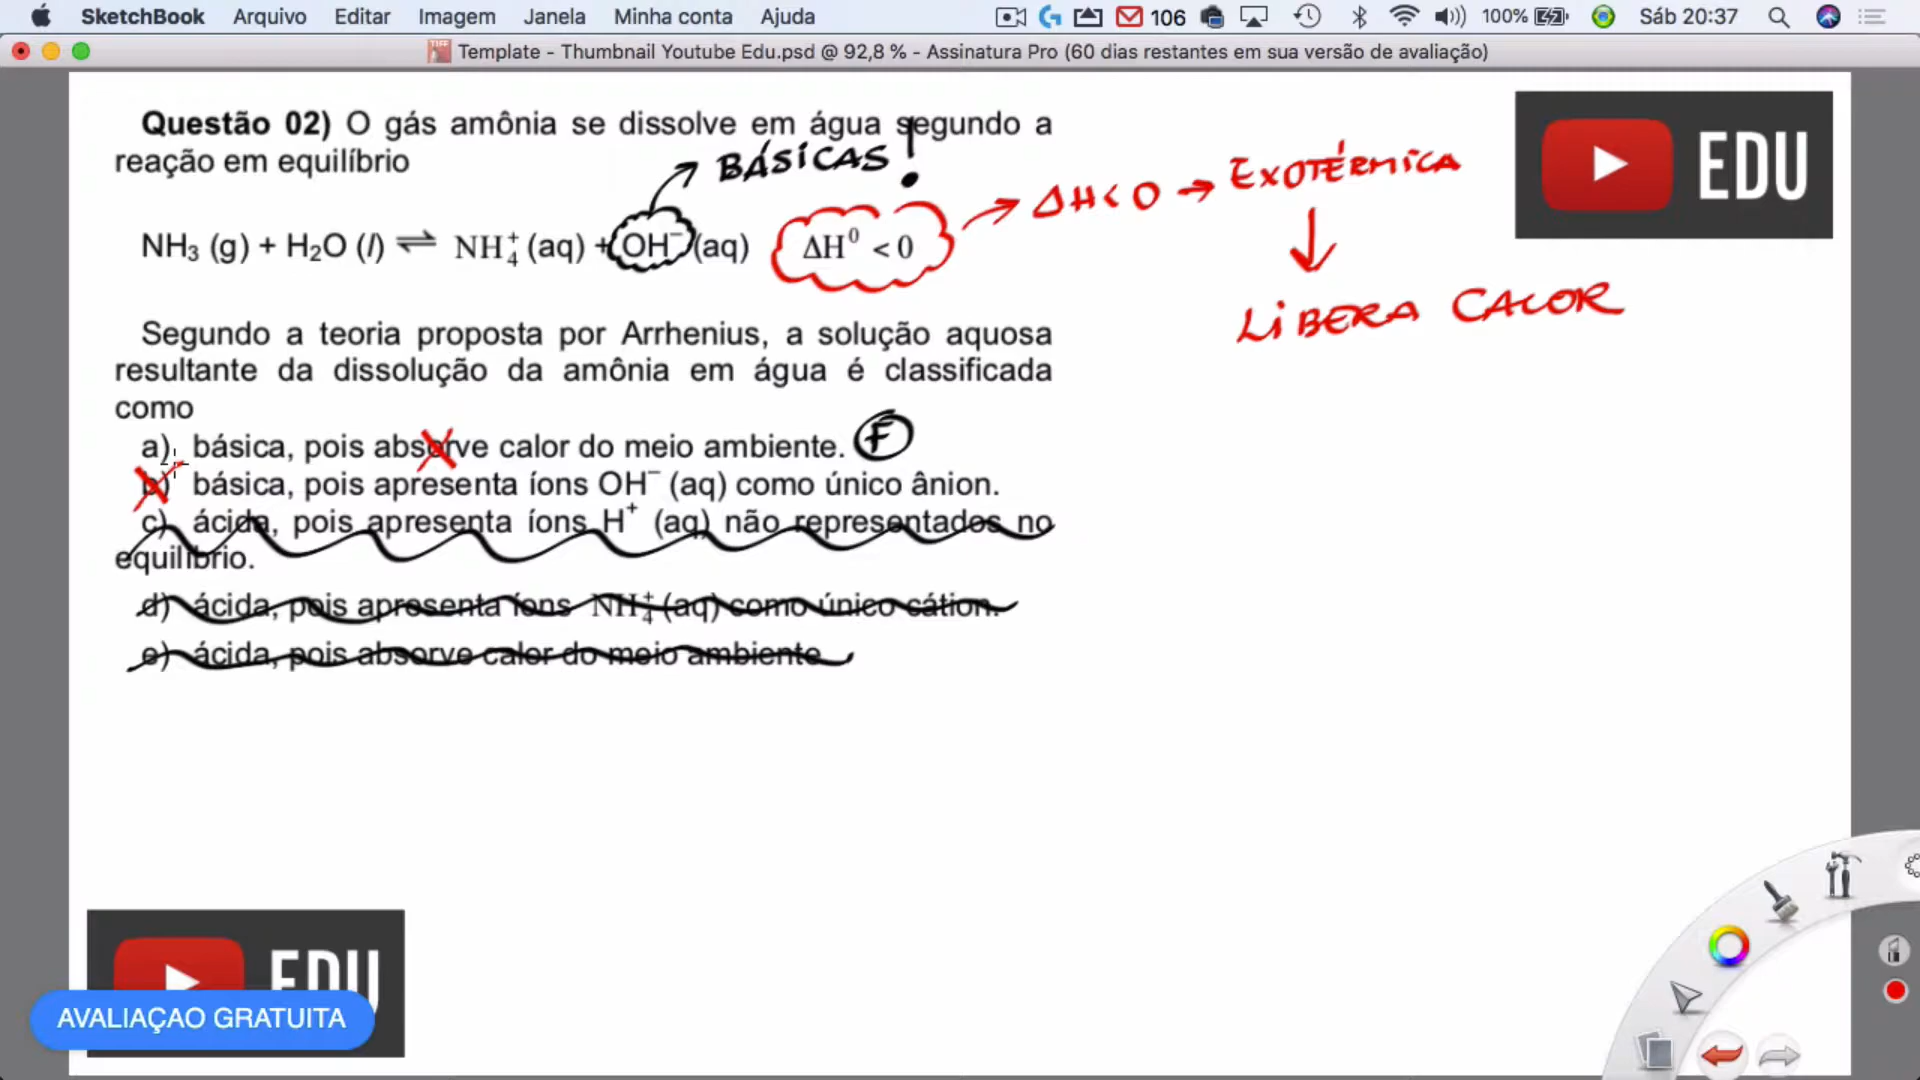 SketchBook Arquivo Editar Imagem Janela Minha conta Ajuda 106 100% Sáb 20:37
Template - Thumbnail Youtube Edu.psd @ 92,8 % - Assinatura Pro (60 dias restantes em sua versão de avaliação)
Questão 02) O gás amônia se dissolve em água segundo a
reação em equilíbrio
BÁSICAS!
NH₃ (g) + H₂O (l) ⇌ NH₄⁺ (aq) + OH⁻ (aq) ΔH⁰ < 0
→ ΔH < 0 → EXOTÉRMICA
↓
LIBERA CALOR
EDU
Segundo a teoria proposta por Arrhenius, a solução aquosa
resultante da dissolução da amônia em água é classificada
como
a) básica, pois absorve calor do meio ambiente. F
b) básica, pois apresenta íons OH⁻ (aq) como único ânion.
c) ácida, pois apresenta íons H⁺ (aq) não representados no
equilíbrio.
d) ácida, pois apresenta íons NH₄⁺ (aq) como único cátion.
e) ácida, pois absorve calor do meio ambiente
EDU
AVALIAÇAO GRATUITA